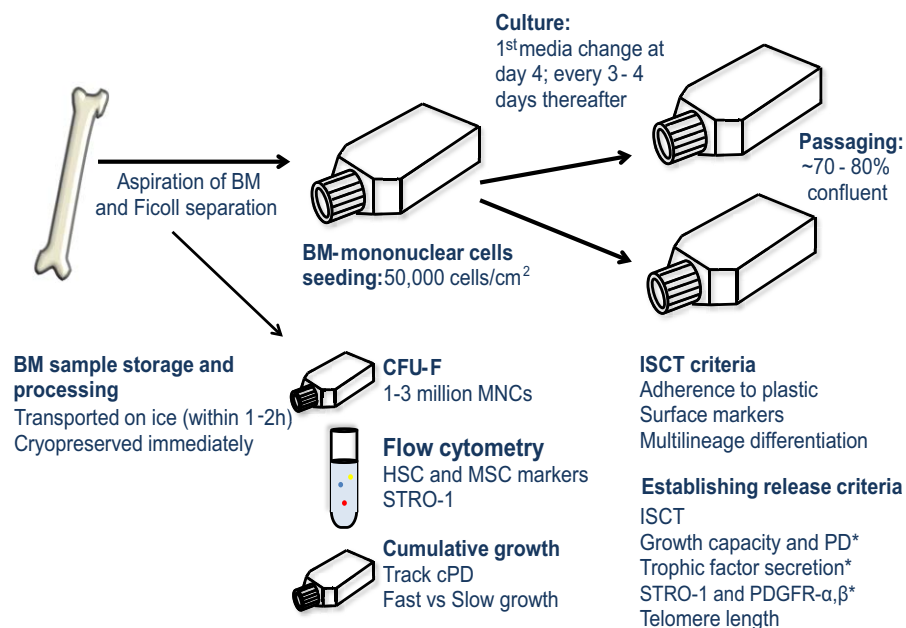 Culture:
1st media change at
day 4; every 3 - 4
days thereafter
Passaging:
~70 - 80%
confluent
Aspiration of BM
and Ficoll separation
BM-mononuclear cells
seeding:50,000 cells/cm2
BM sample storage and
processing
Transported on ice (within 1-2h)
Cryopreserved immediately
CFU-F
1-3 million MNCs
Flow cytometry
HSC and MSC markers
STRO-1
Cumulative growth
Track cPD
Fast vs Slow growth
ISCT criteria
Adherence to plastic
Surface markers
Multilineage differentiation
Establishing release criteria
ISCT
Growth capacity and PD*
Trophic factor secretion*
STRO-1 and PDGFR-α,β*
Telomere length